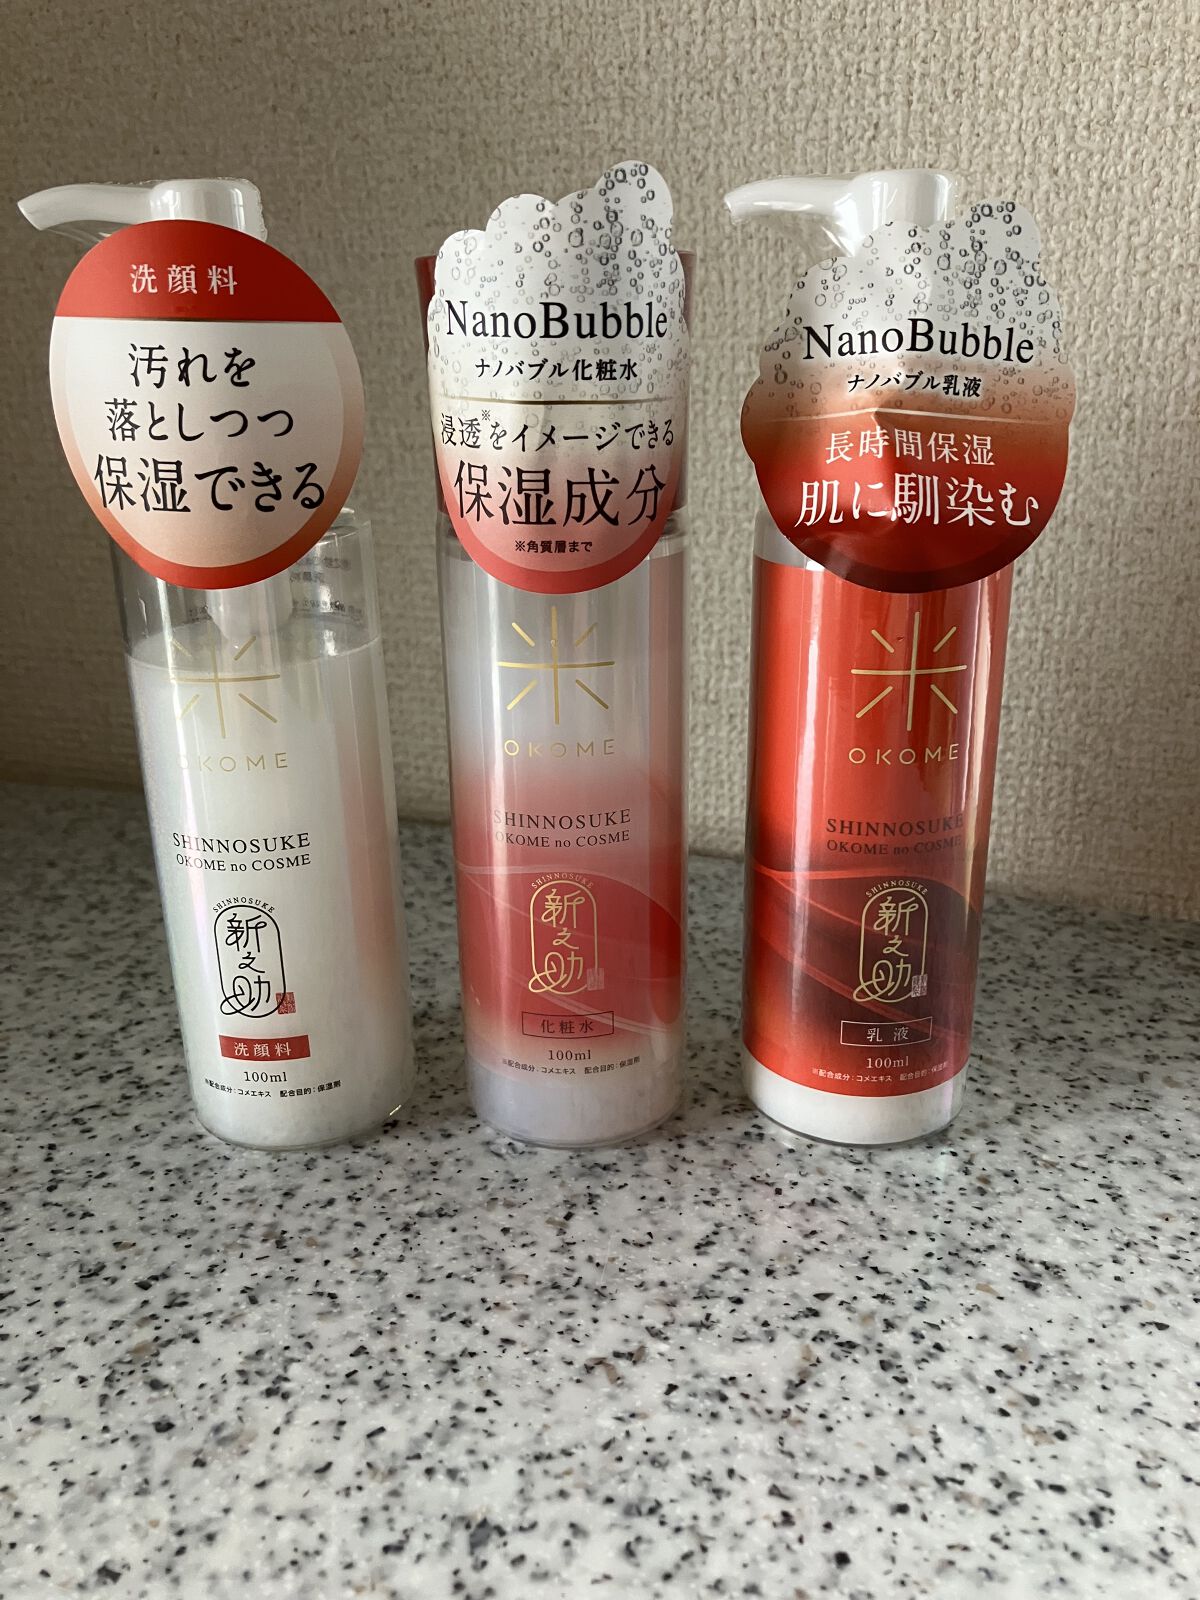 洗顔料
汚れを
落としつつ
保湿できる
米
OKOME
SHINNOSUKE
OKOME no COSME
SHINNOSUKE
新之助
洗顔料
100ml
※配合成分：コメエキス 配合目的：保湿剤
NanoBubble
ナノバブル化粧水
浸透※をイメージできる
保湿成分
※角質層まで
米
OKOME
SHINNOSUKE
OKOME no COSME
SHINNOSUKE
新之助
化粧水
100ml
※配合成分：コメエキス 配合目的：保湿剤
NanoBubble
ナノバブル乳液
長時間保湿
肌に馴染む
米
OKOME
SHINNOSUKE
OKOME no COSME
SHINNOSUKE
新之助
乳液
100ml
※配合成分：コメエキス 配合目的：保湿剤